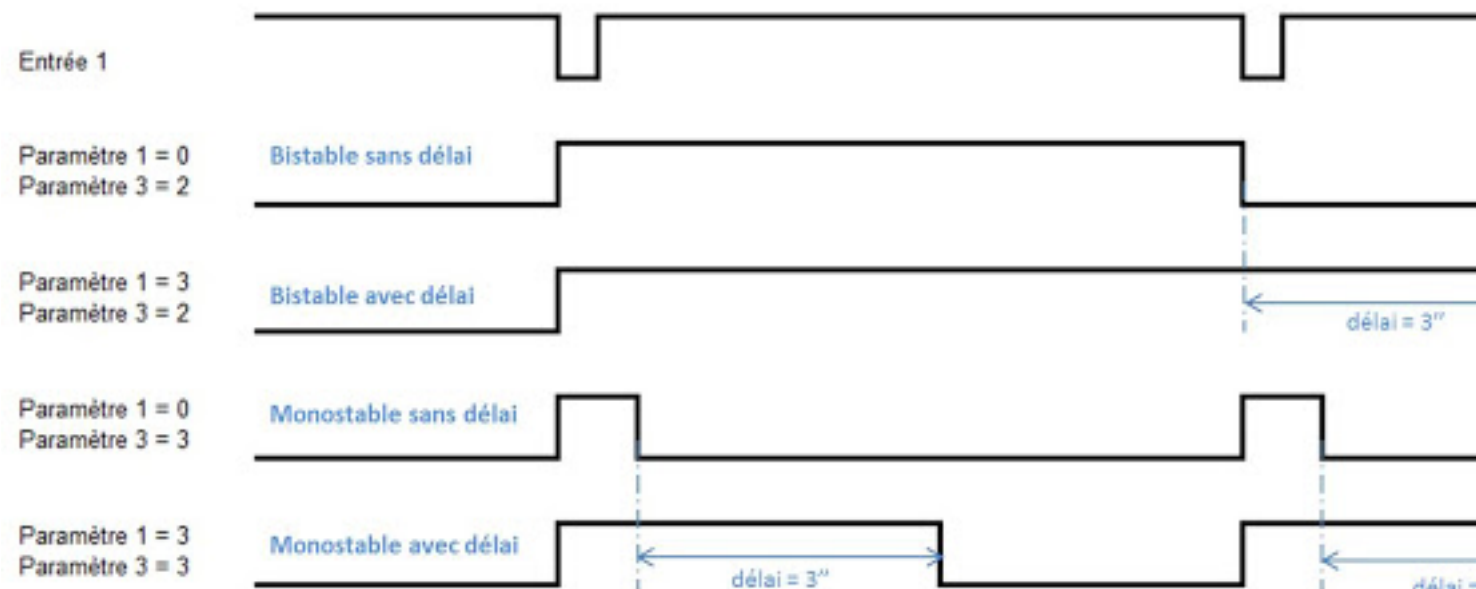 Entrée 1
Paramètre 1 = 0
Bistable sans délai
Paramètre 3 = 2
Paramètre 1 = 3
Bistable avec délai
Paramètre 3 = 2
délai = 3"
Paramètre 1 = 0
Monostable sans délai
Paramètre 3 = 3
Paramètre 1 = 3
Monostable avec délai
Paramètre 3 = 3
délai = 3"
délai =